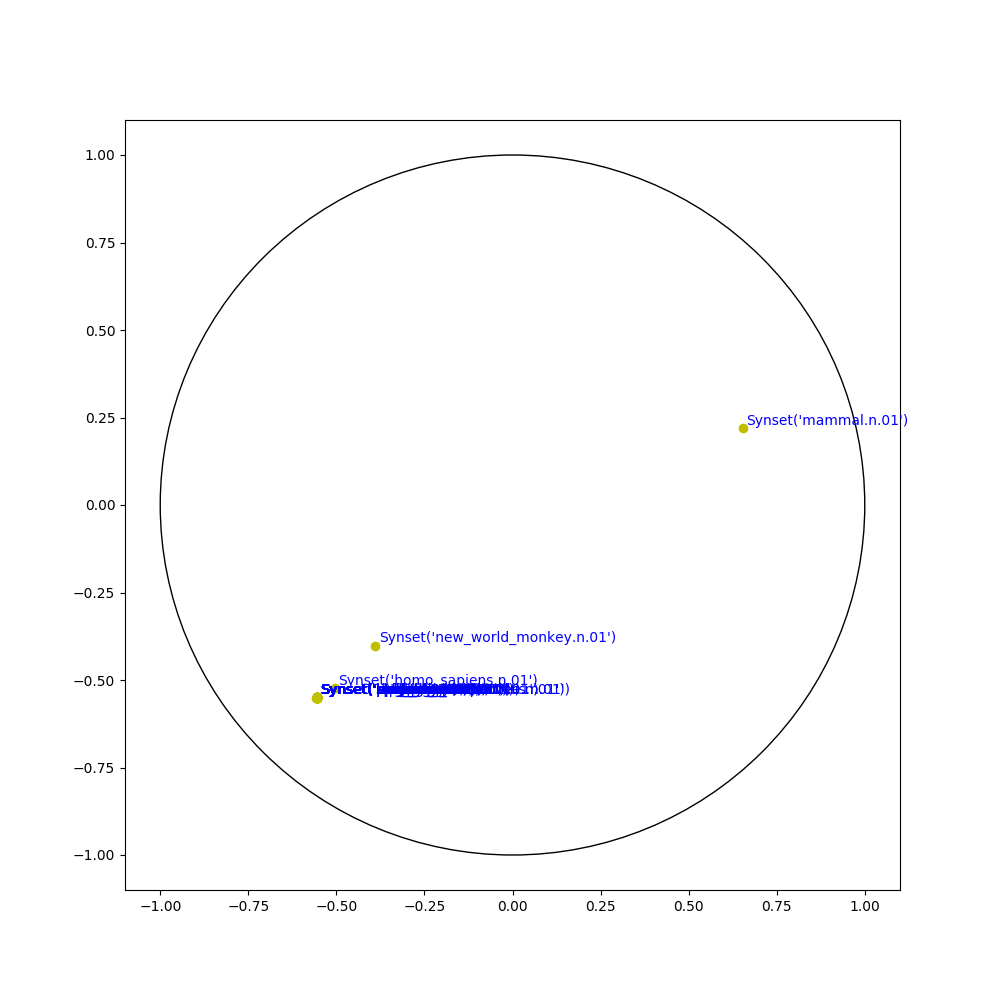 1.00
0.75
0.50
0.25
0.00
−0.25
−0.50
−0.75
−1.00
Synset('mammal.n.01')
Synset('new_world_monkey.n.01')
Synset('homo_sapiens.n.01')
−1.00 −0.75 −0.50 −0.25 0.00 0.25 0.50 0.75 1.00